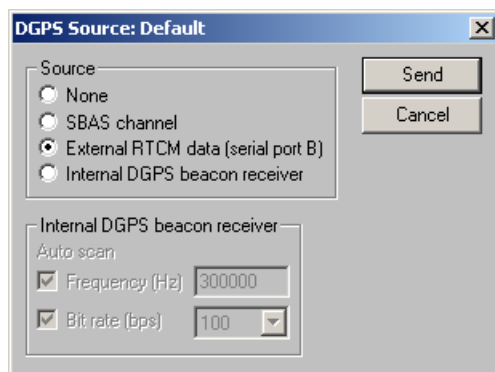 DGPS Source: Default
Source
None
SBAS channel
External RTCM data (serial port B)
Internal DGPS beacon receiver
Send
Cancel
Internal DGPS beacon receiver
Auto scan
Frequency (Hz) 300000
Bit rate (bps) 100